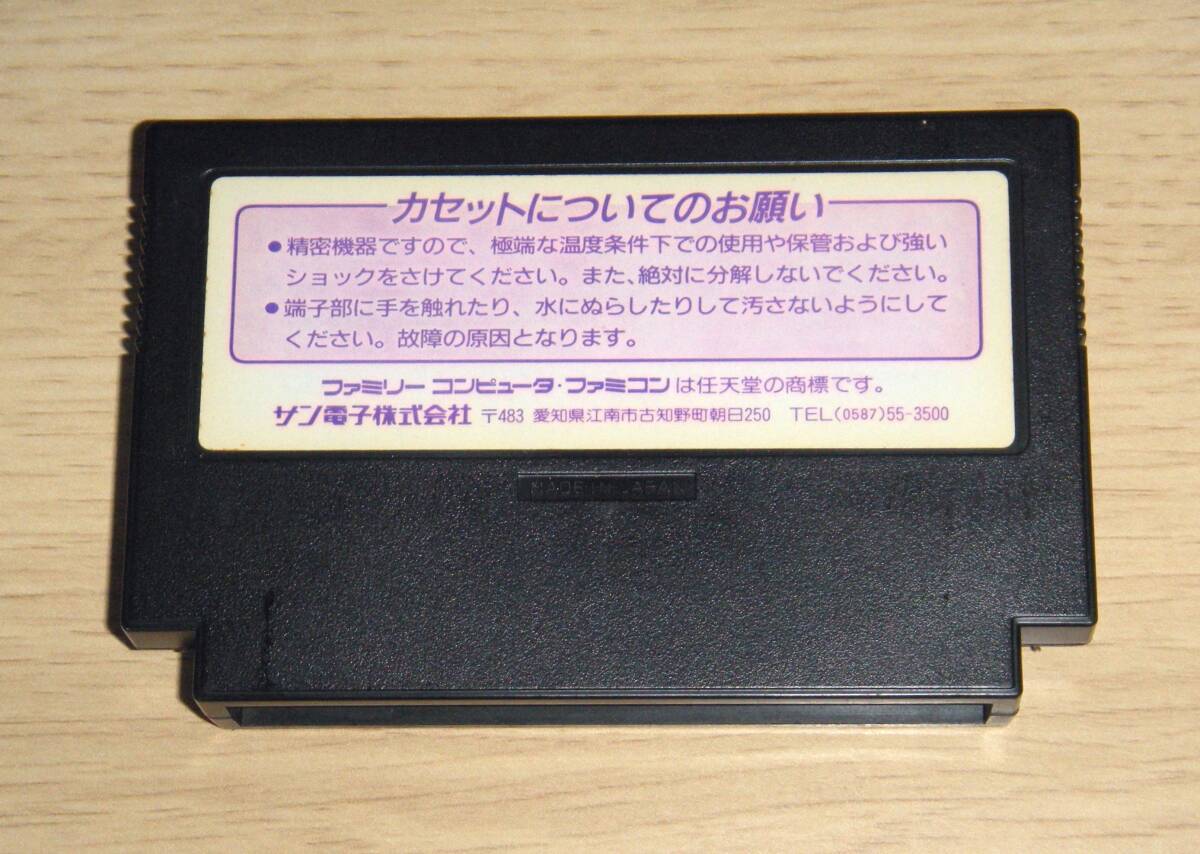 カセットについてのお願い
●精密機器ですので、極端な温度条件下での使用や保管および強い
ショックをさけてください。また、絶対に分解しないでください。
●端子部に手を触れたり、水にぬらしたりして汚さないようにして
ください。故障の原因となります。
ファミリー コンピュータ・ファミコンは任天堂の商標です。
サン電子株式会社 〒483 愛知県江南市古知野町朝日250 TEL(0587)55-3500
MADE IN JAPAN